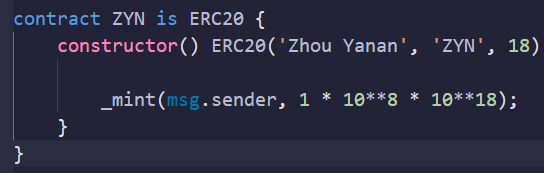 contract ZYN is ERC20 {
constructor() ERC20('Zhou Yanan', 'ZYN', 18)
_mint(msg.sender, 1 * 10**8 * 10**18);
}
}